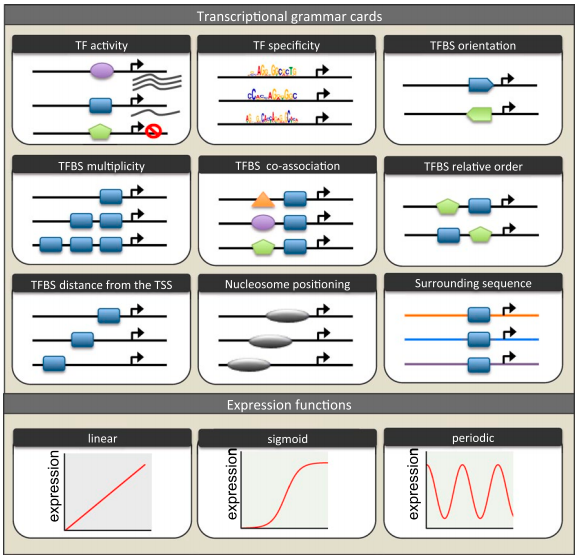 Transcriptional grammar cards
TF activity
TF specificity
TFBS orientation
TFBS multiplicity
TFBS co-association
TFBS relative order
TFBS distance from the TSS
Nucleosome positioning
Surrounding sequence
Expression functions
linear
sigmoid
periodic
expression
expression
expression